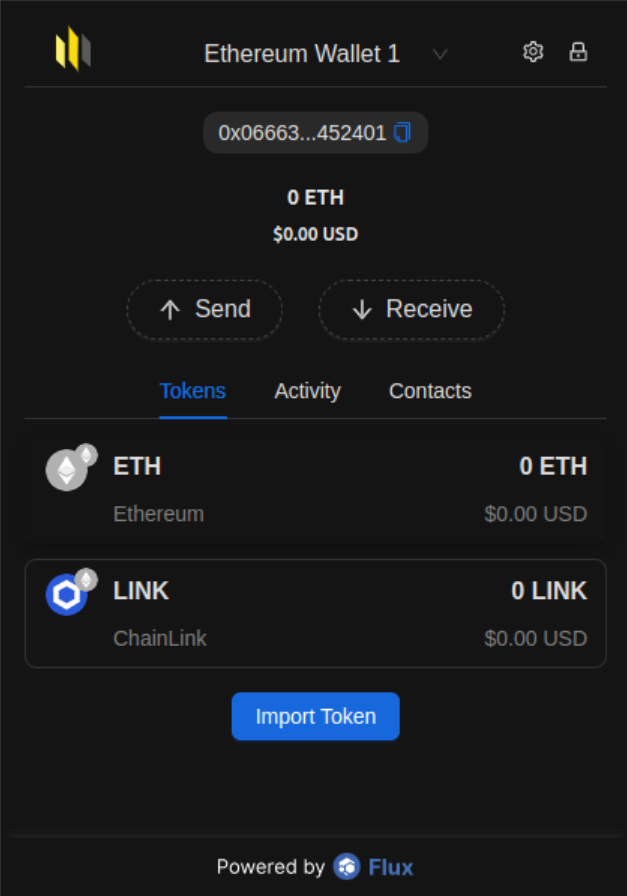 Ethereum Wallet 1
0x06663...452401
0 ETH
$0.00 USD
Send Receive
Tokens Activity Contacts
ETH 0 ETH
Ethereum $0.00 USD
LINK 0 LINK
ChainLink $0.00 USD
Import Token
Powered by Flux